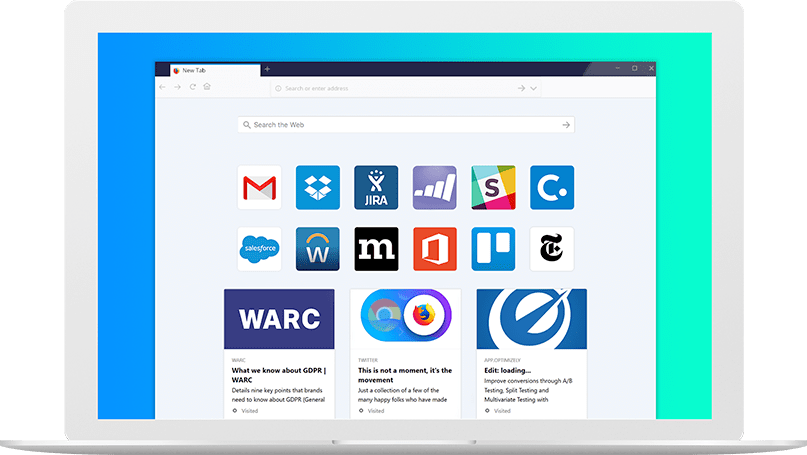 New Tab
Search or enter address
Search the Web
JIRA
S
C.
salesforce
W
m
T
WARC
WARC
What we know about GDPR |
WARC
Details nine key points that brands
need to know about GDPR (General
Visited
TWITTER
This is not a moment, it's the
movement
Just a collection of a few of the
many happy folks who have made
Visited
APP.OPTIMIZELY
Edit: loading...
Improve conversions through A/B
Testing, Split Testing and
Multivariate Testing with
Visited